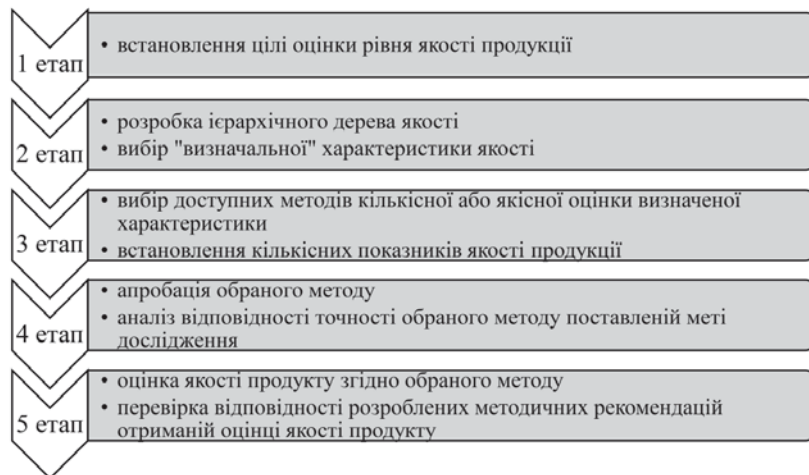 1 етап
• встановлення цілі оцінки рівня якості продукції
2 етап
• розробка ієрархічного дерева якості
• вибір "визначальної" характеристики якості
3 етап
• вибір доступних методів кількісної або якісної оцінки визначеної
характеристики
• встановлення кількісних показників якості продукції
4 етап
• апробація обраного методу
• аналіз відповідності точності обраного методу поставленій меті
дослідження
5 етап
• оцінка якості продукту згідно обраного методу
• перевірка відповідності розроблених методичних рекомендацій
отриманій оцінці якості продукту